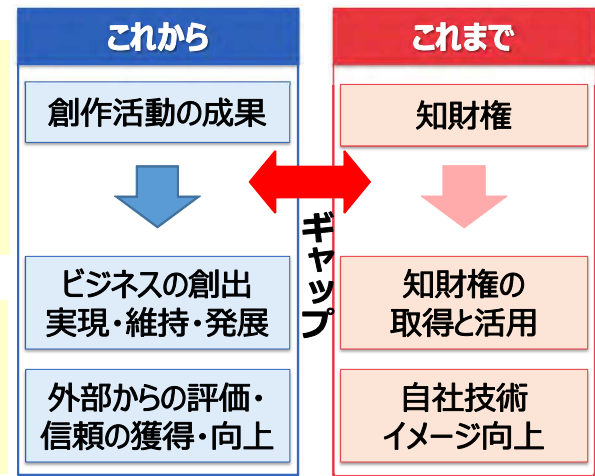 これから
創作活動の成果
ビジネスの創出
実現・維持・発展
外部からの評価・
信頼の獲得・向上
ギャップ
これまで
知財権
知財権の
取得と活用
自社技術
イメージ向上